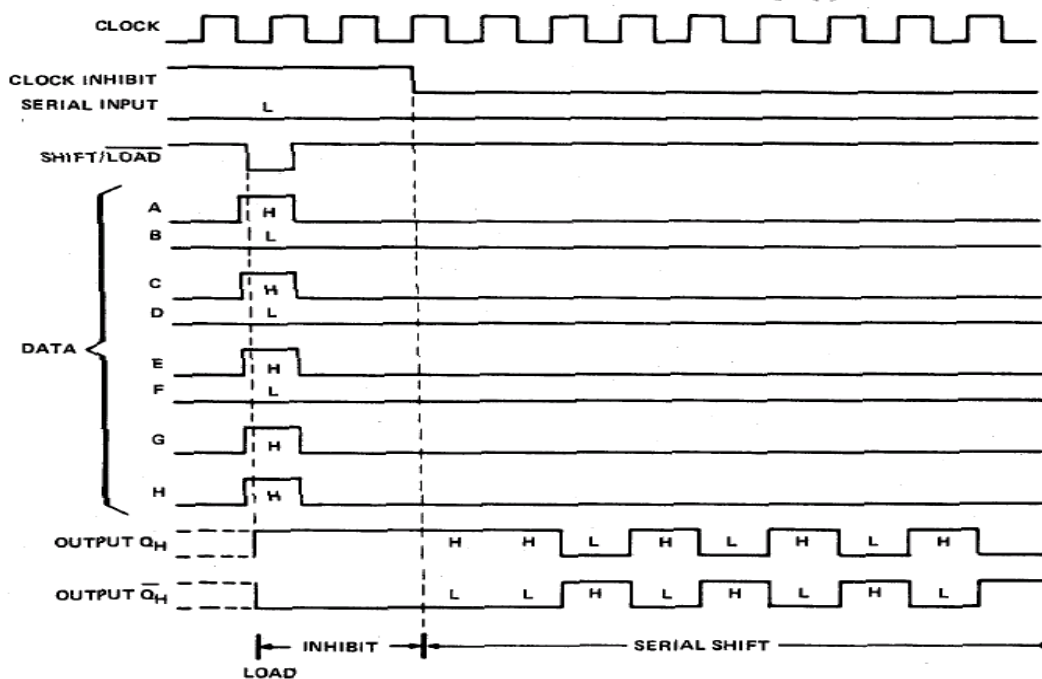 CLOCK
CLOCK INHIBIT
SERIAL INPUT L
SHIFT/LOAD
DATA
A H
B L
C H
D L
E H
F L
G H
H H
OUTPUT QH H H L H L H L H
OUTPUT QH L L H L H L H L
INHIBIT SERIAL SHIFT
LOAD